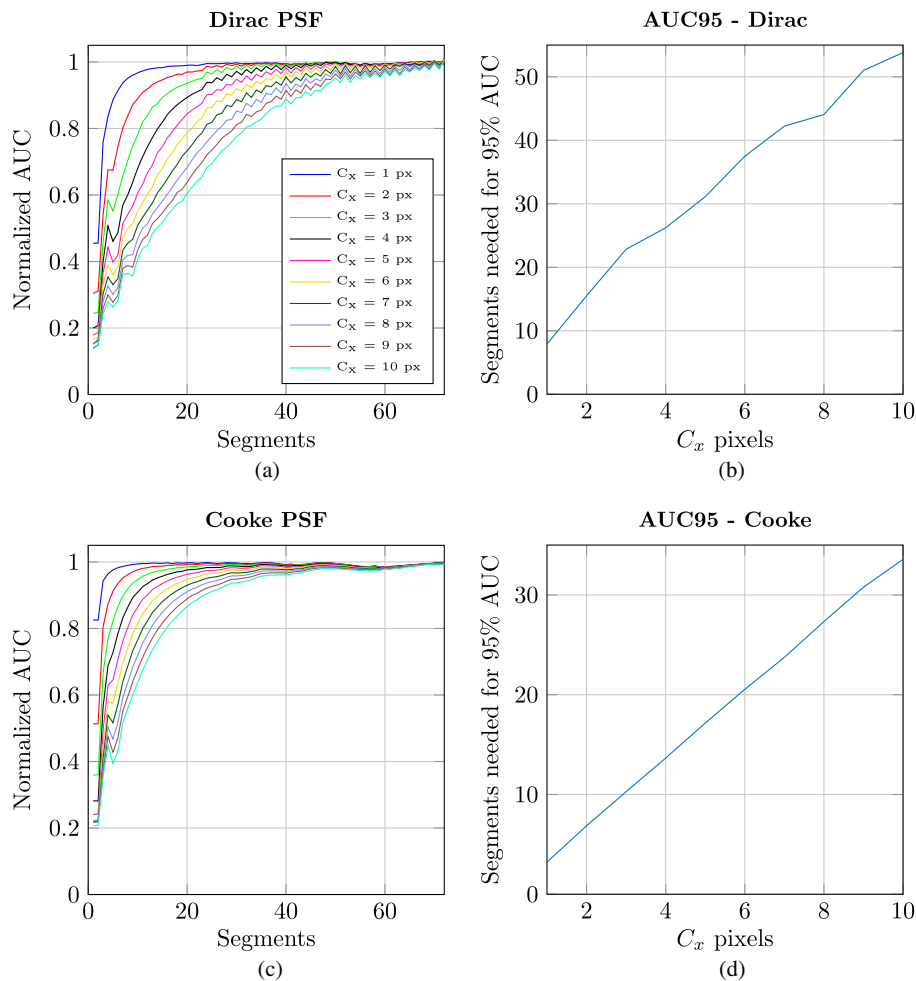 Dirac PSF
Normalized AUC
1
0.8
0.6
0.4
0.2
0
0 20 40 60
Segments
(a)
Cₓ = 1 px
Cₓ = 2 px
Cₓ = 3 px
Cₓ = 4 px
Cₓ = 5 px
Cₓ = 6 px
Cₓ = 7 px
Cₓ = 8 px
Cₓ = 9 px
Cₓ = 10 px
AUC95 - Dirac
Segments needed for 95% AUC
50
40
30
20
10
0
2 4 6 8 10
Cₓ pixels
(b)
Cooke PSF
Normalized AUC
1
0.8
0.6
0.4
0.2
0
0 20 40 60
Segments
(c)
AUC95 - Cooke
Segments needed for 95% AUC
30
20
10
0
2 4 6 8 10
Cₓ pixels
(d)